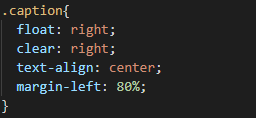 .caption{
  float: right;
  clear: right;
  text-align: center;
  margin-left: 80%;
}